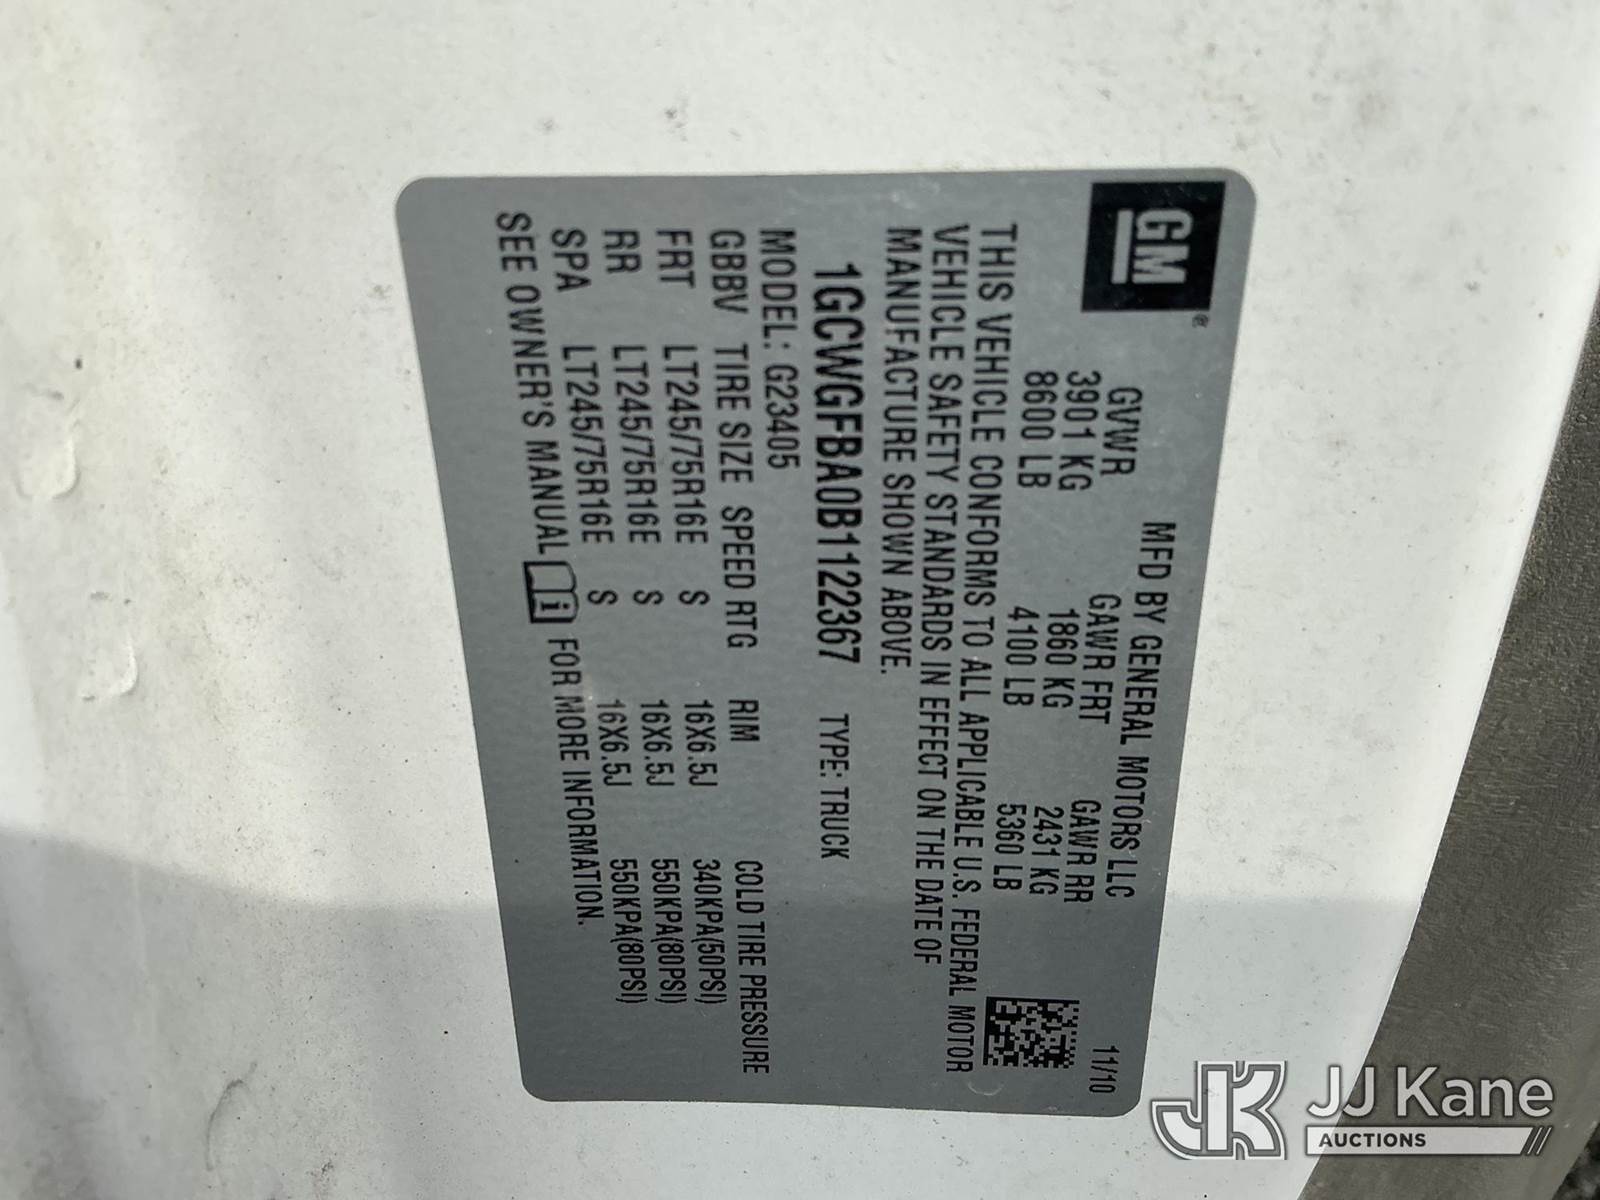 GM ®
MFD BY GENERAL MOTORS LLC 11/10
GVWR GAWR FRT GAWR RR
3901 KG 1860 KG 2431 KG
8600 LB 4100 LB 5360 LB
THIS VEHICLE CONFORMS TO ALL APPLICABLE U.S. FEDERAL MOTOR
VEHICLE SAFETY STANDARDS IN EFFECT ON THE DATE OF
MANUFACTURE SHOWN ABOVE.
1GCWGFBA0B1122367 TYPE: TRUCK
MODEL: G23405
GBBV TIRE SIZE SPEED RTG RIM COLD TIRE PRESSURE
FRT LT245/75R16E S 16X6.5J 340KPA(50PSI)
RR LT245/75R16E S 16X6.5J 550KPA(80PSI)
SPA LT245/75R16E S 16X6.5J 550KPA(80PSI)
SEE OWNER'S MANUAL i FOR MORE INFORMATION.
JK JJ Kane
AUCTIONS